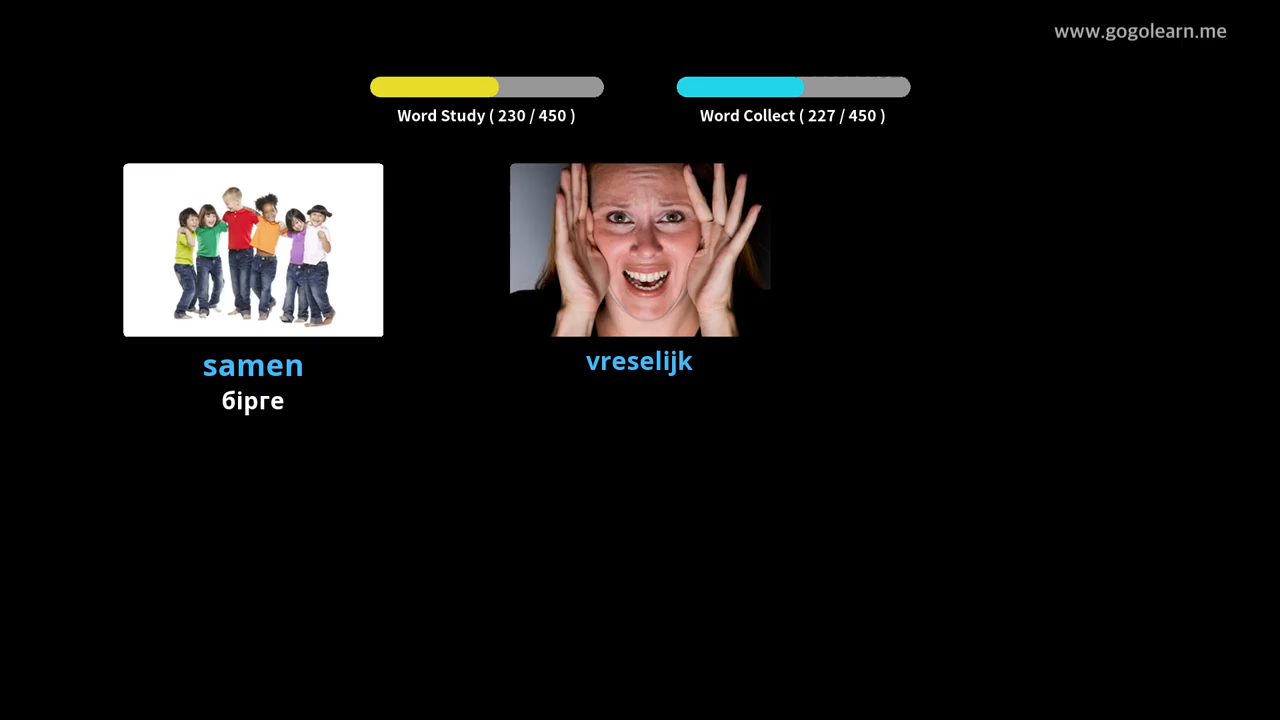 www.gogolearn.me
Word Study ( 230 / 450 )
Word Collect ( 227 / 450 )
samen
бірге
vreselijk